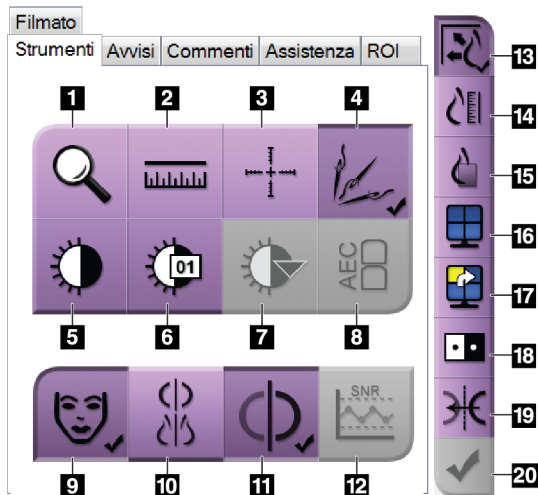 Filmato
Strumenti Avvisi Commenti Assistenza ROI
1 2 3 4
01
AEC
5 6 7 8
SNR
9 10 11 12
13
14
15
16
17
18
19
20